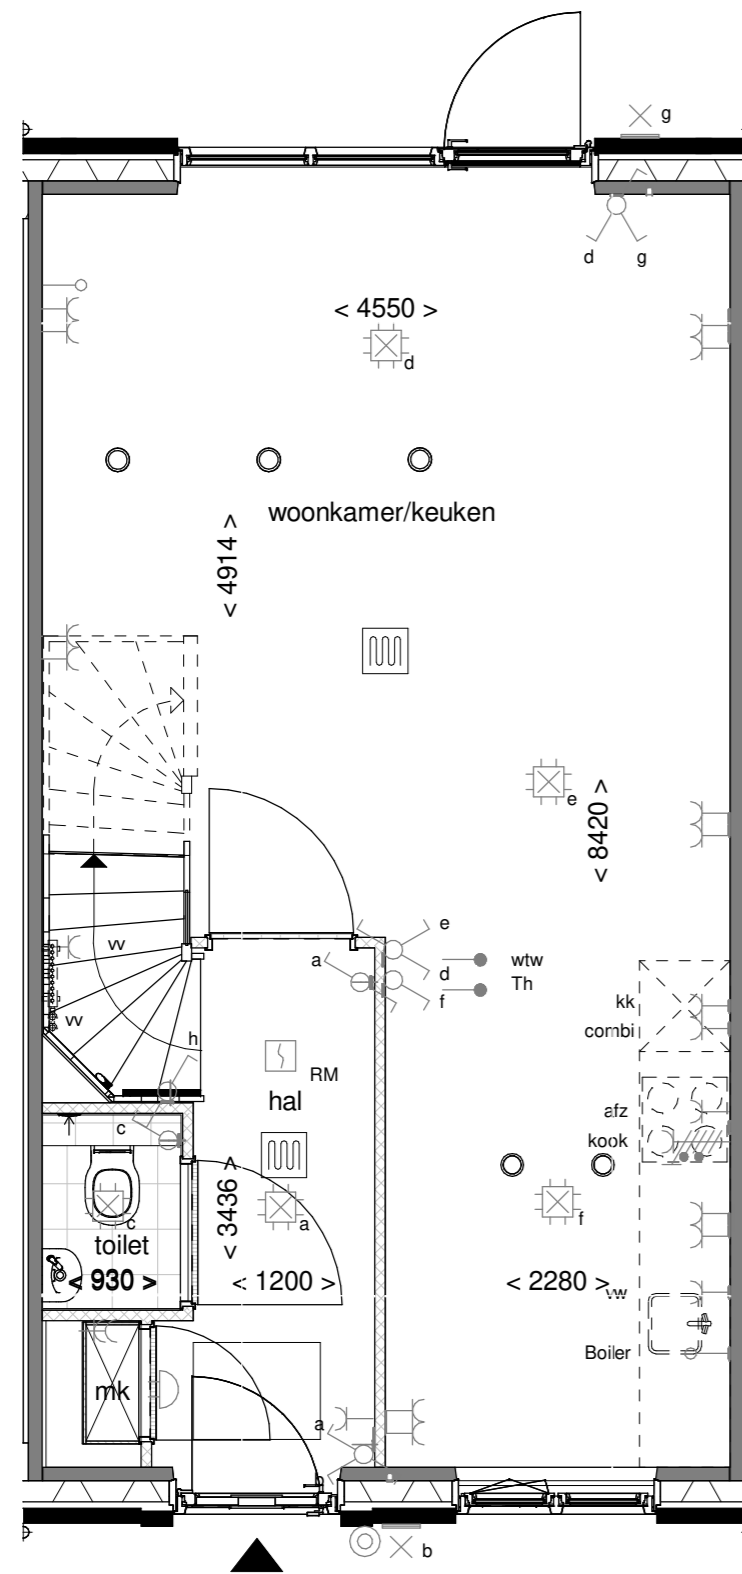 g
d g
< 4550 >
d
woonkamer/keuken
< 4914 >
e
< 8420 >
e
vv
a
d
wtw
f
Th
vv
kk
h
combi
RM
hal
afz
c
kook
< 3436 >
c
a
f
toilet
< 930 >
< 1200 >
< 2280 >
vw
Boiler
mk
a
b